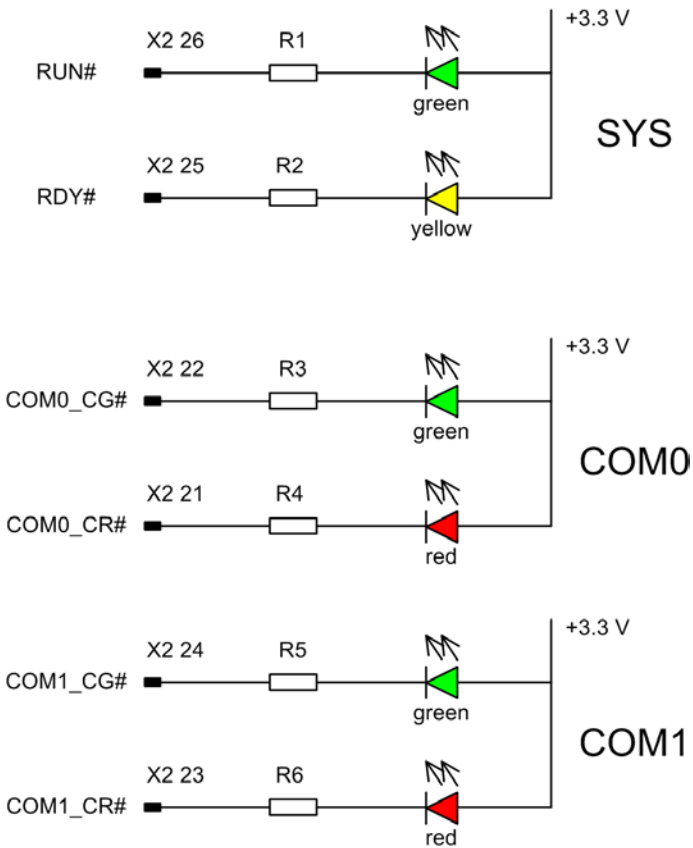 +3.3 V
X2 26 R1
RUN#
green
SYS
X2 25 R2
RDY#
yellow
+3.3 V
X2 22 R3
COM0_CG#
green
COM0
X2 21 R4
COM0_CR#
red
+3.3 V
X2 24 R5
COM1_CG#
green
COM1
X2 23 R6
COM1_CR#
red